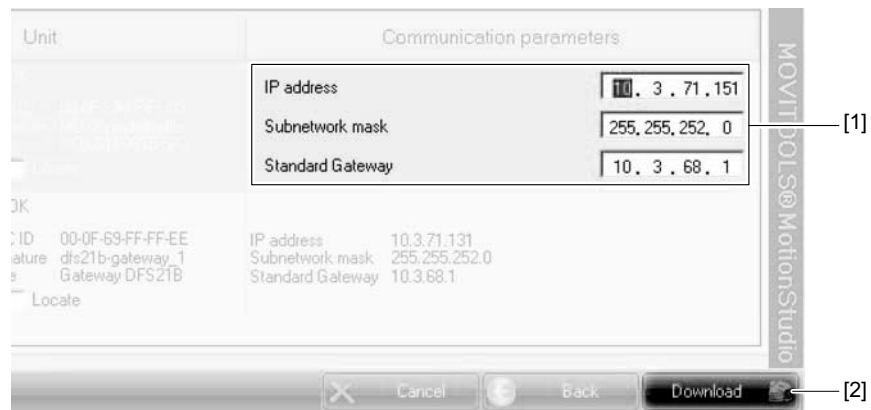 Unit
Communication parameters
IP address 10. 3 . 71 .151
Subnetwork mask 255.255.252. 0
Standard Gateway 10. 3 . 68 . 1
[1]
MOVITOOLS®MotionStudio
OK
ID 00-0F-69-FF-FF-EE
ature dfs21b-gateway_1
e Gateway DFS21B
Locate
IP address 10.3.71.131
Subnetwork mask 255.255.252.0
Standard Gateway 10.3.68.1
Cancel
Back
Download
[2]